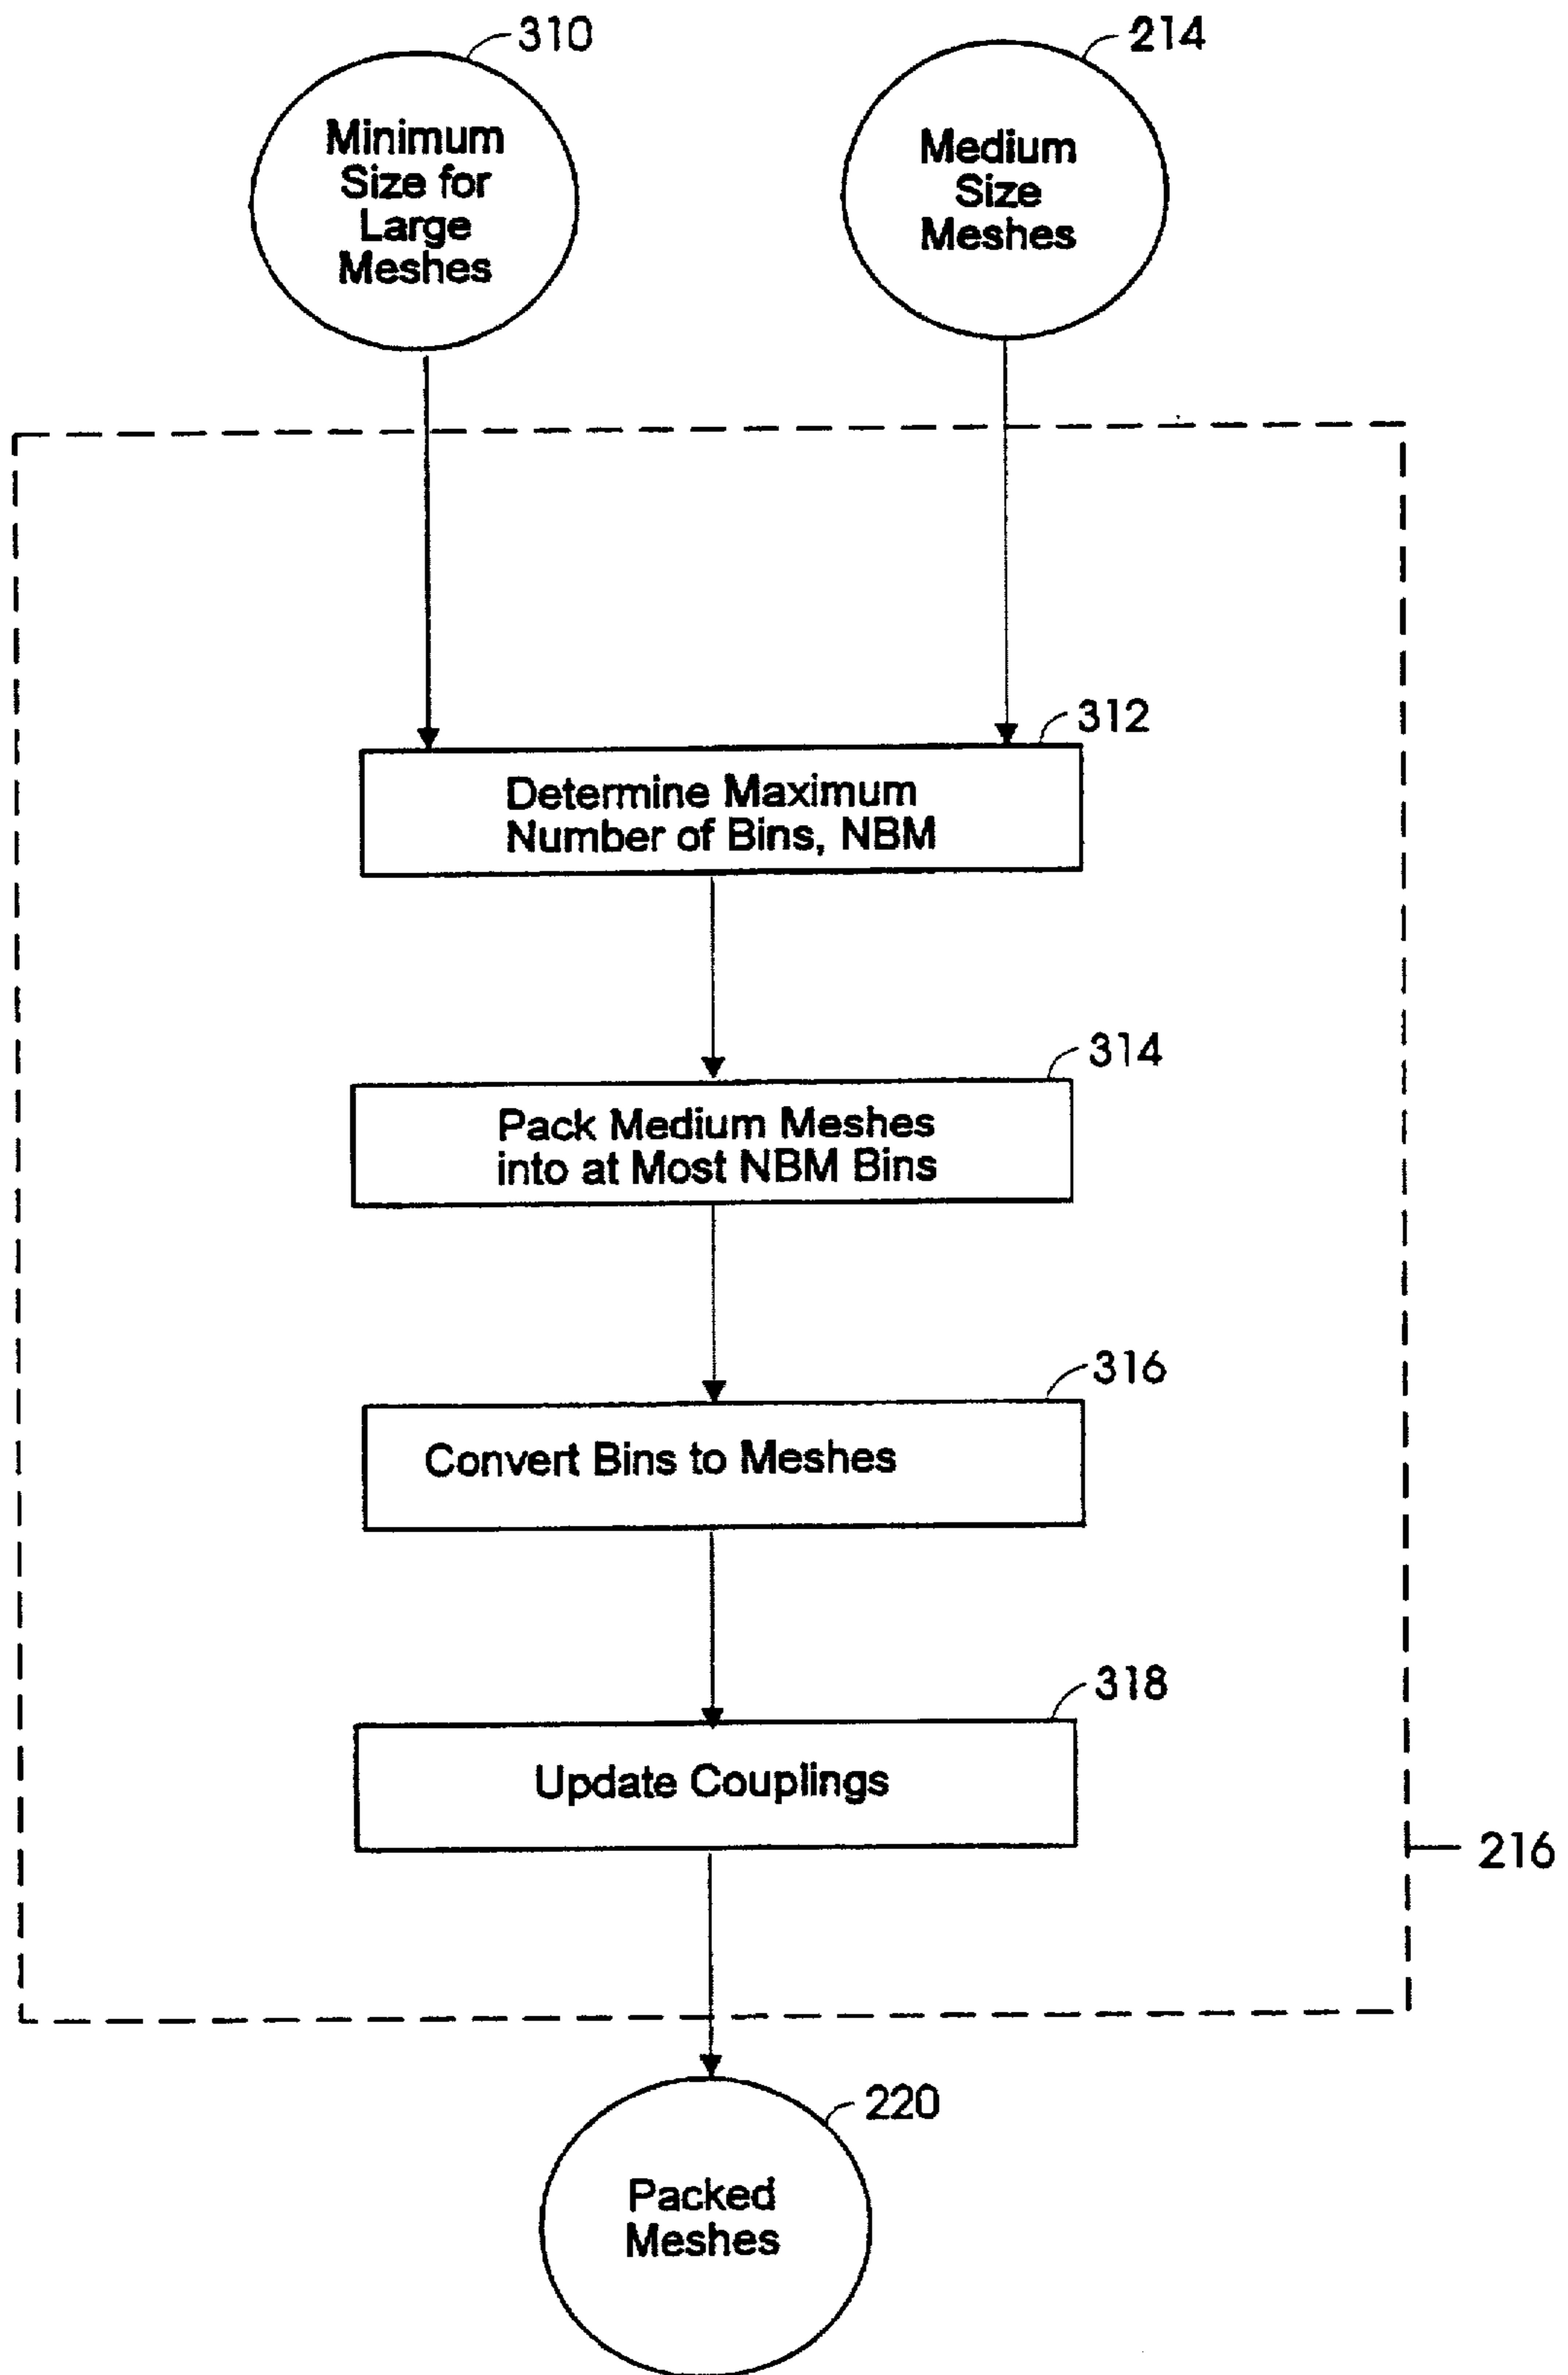 310
Minimum
Size for
Large
Meshes
214
Medium
Size
Meshes
312
Determine Maximum
Number of Bins, NBM
314
Pack Medium Meshes
into at Most NBM Bins
316
Convert Bins to Meshes
318
Update Couplings
216
220
Packed
Meshes